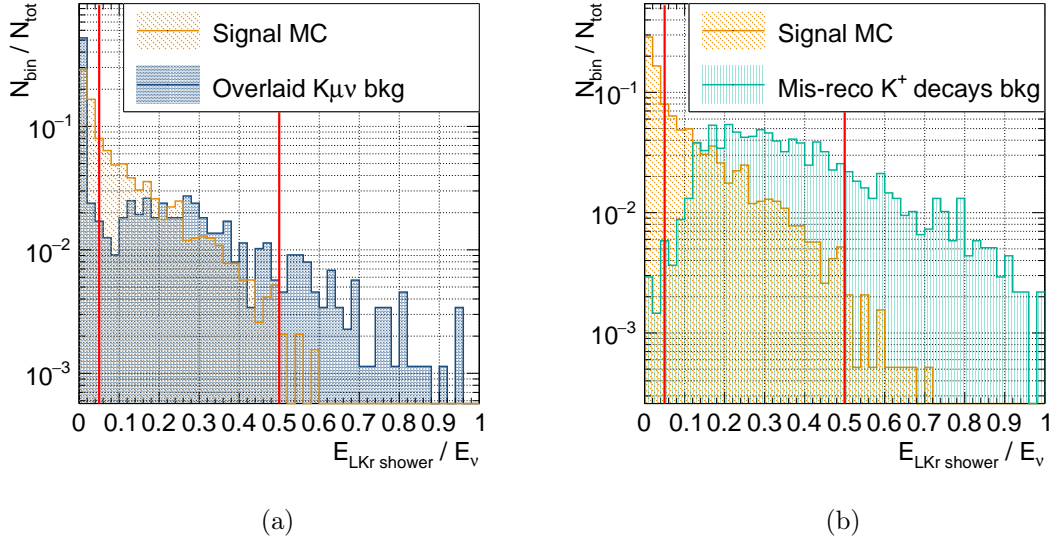 N_bin / N_tot
Signal MC
Overlaid Kμν bkg
10⁻¹
10⁻²
10⁻³
0 0.1 0.2 0.3 0.4 0.5 0.6 0.7 0.8 0.9 1
E_LKr shower / E_ν
(a)
N_bin / N_tot
Signal MC
Mis-reco K⁺ decays bkg
10⁻¹
10⁻²
10⁻³
0 0.1 0.2 0.3 0.4 0.5 0.6 0.7 0.8 0.9 1
E_LKr shower / E_ν
(b)